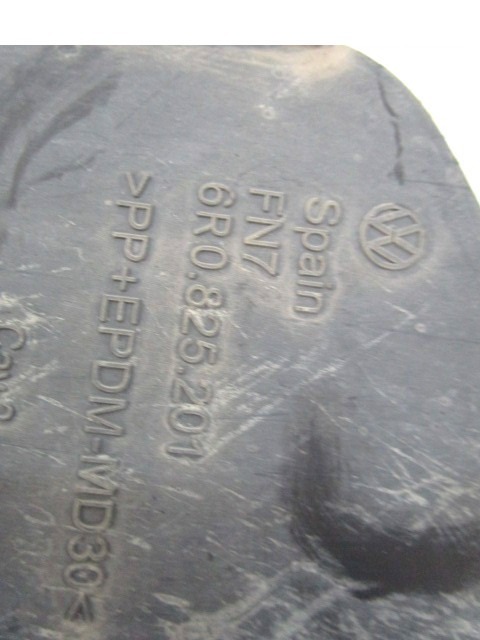 Spain
FN7
6R0.825.201
>PP+EPDM-MD30<